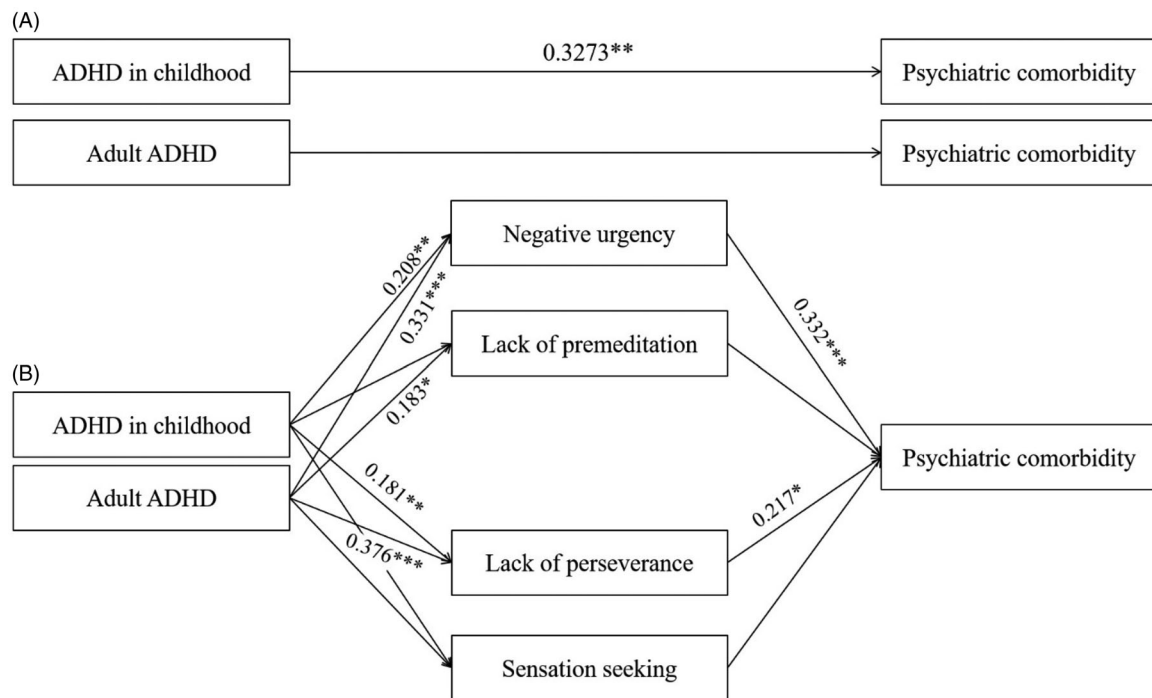 (A)
ADHD in childhood
0.3273**
Psychiatric comorbidity
Adult ADHD
Psychiatric comorbidity
Negative urgency
0.208**
0.331***
0.332***
Lack of premeditation
0.183*
(B)
ADHD in childhood
Psychiatric comorbidity
Adult ADHD
0.181**
0.217*
0.376***
Lack of perseverance
Sensation seeking